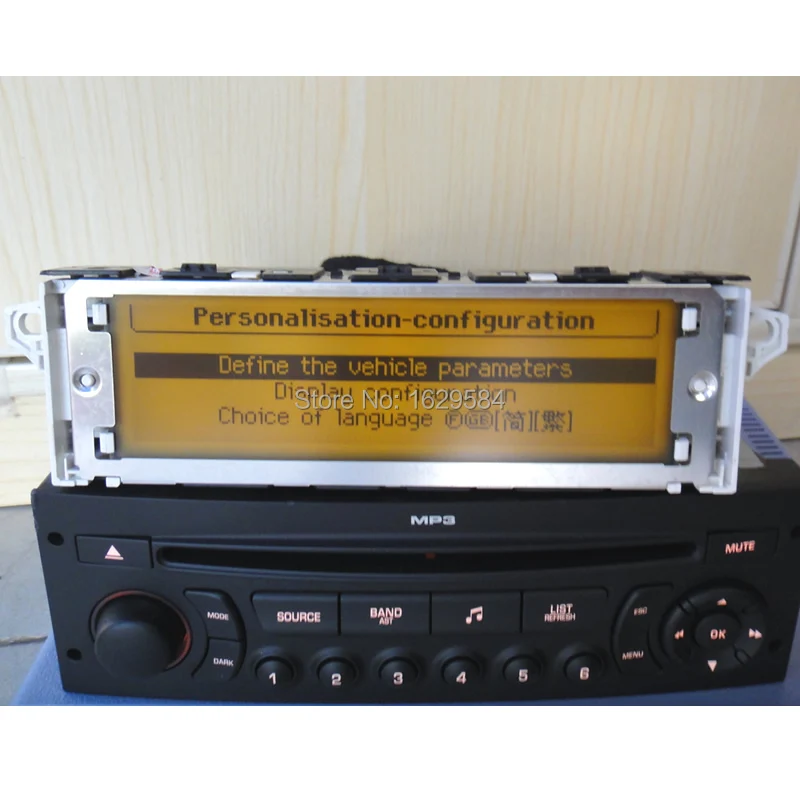 Personalisation-configuration
Define the vehicle parameters
Display configuration
Store No: 1629584
Choice of language (F)(GB)[简][繁]
MP3
MUTE
MODE
SOURCE
BAND
AST
LIST
REFRESH
ESC
DARK
1 2 3 4 5 6
MENU
OK